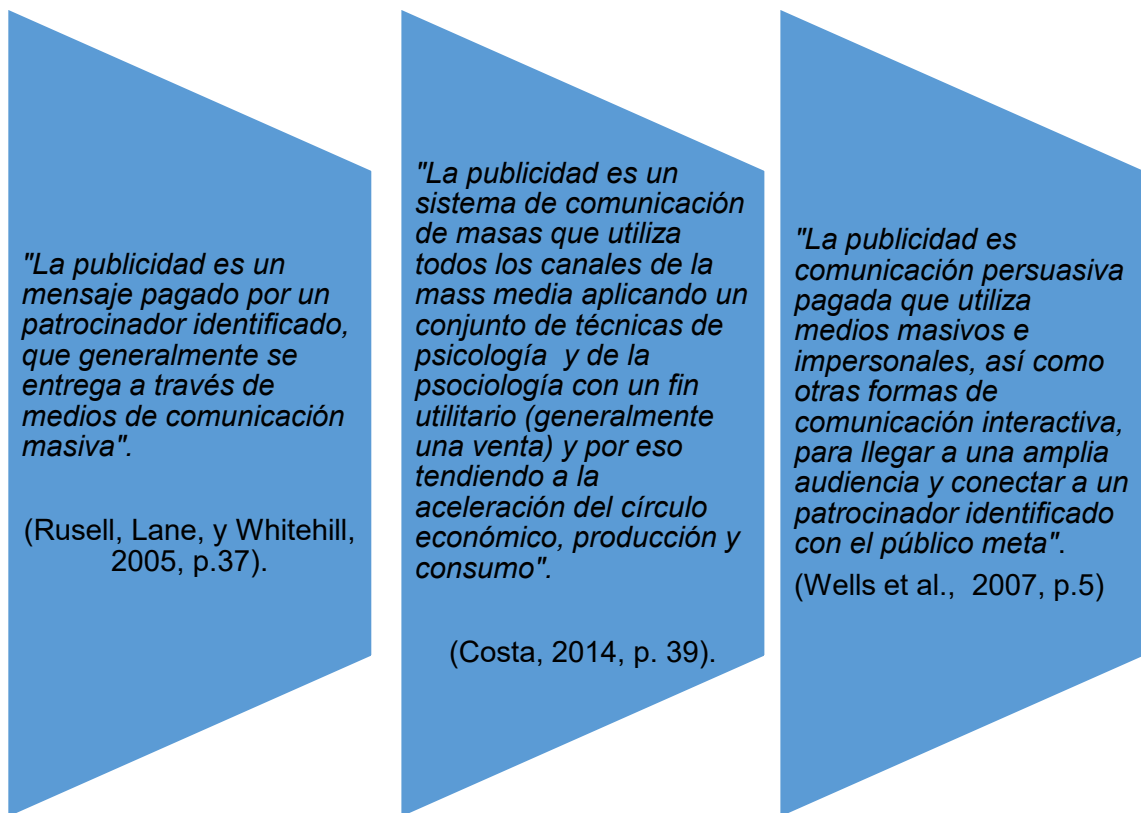 "La publicidad es un
mensaje pagado por un
patrocinador identificado,
que generalmente se
entrega a través de
medios de comunicación
masiva".
(Rusell, Lane, y Whitehill,
2005, p.37).
"La publicidad es un
sistema de comunicación
de masas que utiliza
todos los canales de la
mass media aplicando un
conjunto de técnicas de
psicología y de la
psociología con un fin
utilitario (generalmente
una venta) y por eso
tendiendo a la
aceleración del círculo
económico, producción y
consumo".
(Costa, 2014, p. 39).
"La publicidad es
comunicación persuasiva
pagada que utiliza
medios masivos e
impersonales, así como
otras formas de
comunicación interactiva,
para llegar a una amplia
audiencia y conectar a un
patrocinador identificado
con el público meta".
(Wells et al., 2007, p.5)